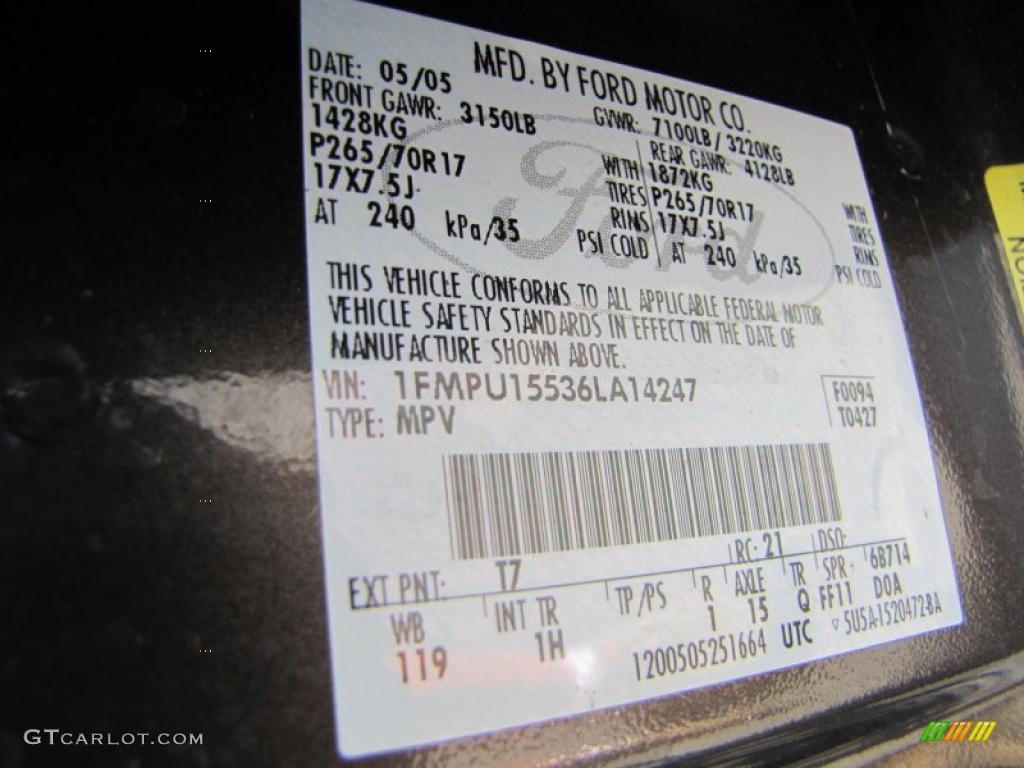 MFD. BY FORD MOTOR CO.
DATE: 05/05 GVWR: 7100LB/ 3220KG
FRONT GAWR: 3150LB REAR GAWR: 4128LB
1428KG WITH 1872KG WITH
P265/70R17 TIRES P265/70R17 TIRES
17X7.5J RINS 17X7.5J RINS
AT 240 kPa/35 PSI COLD AT 240 kPa/35 PSI COLD
Ford
THIS VEHICLE CONFORMS TO ALL APPLICABLE FEDERAL MOTOR
VEHICLE SAFETY STANDARDS IN EFFECT ON THE DATE OF
MANUFACTURE SHOWN ABOVE.
VIN: 1FMPU15536LA14247 F0094
TYPE: MPV T0427
EXT PNT: T7 RC: 21 DSO:
WB INT TR TP/PS R AXLE TR SPR 6B714
119 1H 1 15 Q FF11 DOA
1200505251664 UTC ▽ 5U5A-1520472-BA
GTCARLOT.COM